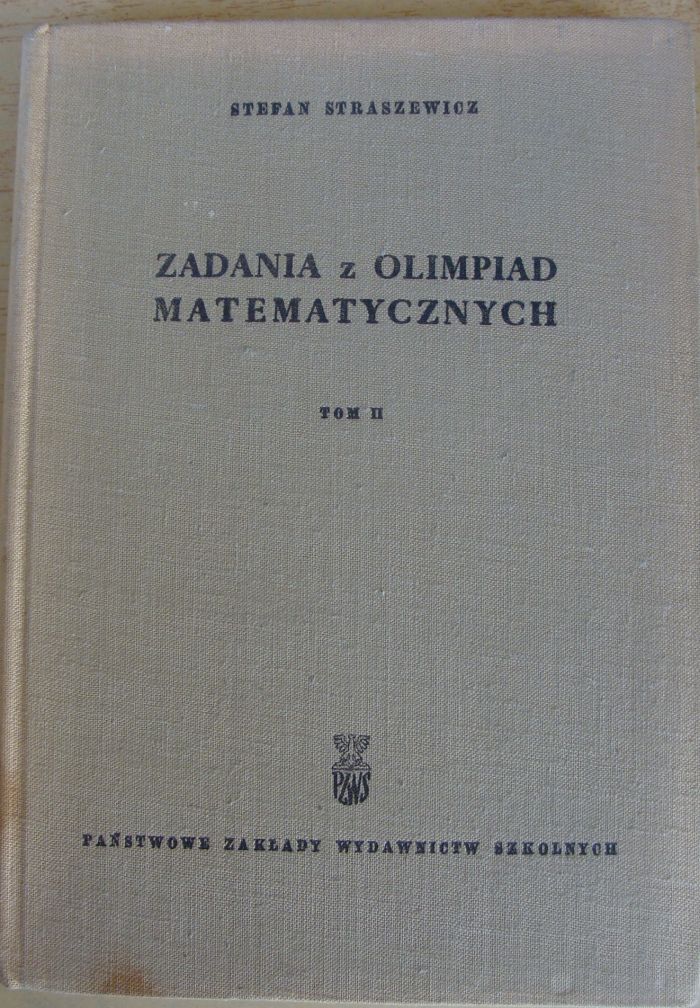 STEFAN STRASZEWICZ
ZADANIA z OLIMPIAD
MATEMATYCZNYCH
TOM II
PZWS
PAŃSTWOWE ZAKŁADY WYDAWNICTW SZKOLNYCH